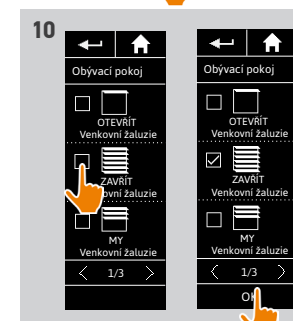 10
Obývací pokoj
OTEVŘÍT
Venkovní žaluzie
ZAVŘÍT
Venkovní žaluzie
MY
Venkovní žaluzie
1/3
Obývací pokoj
OTEVŘÍT
Venkovní žaluzie
ZAVŘÍT
Venkovní žaluzie
MY
Venkovní žaluzie
1/3
OK